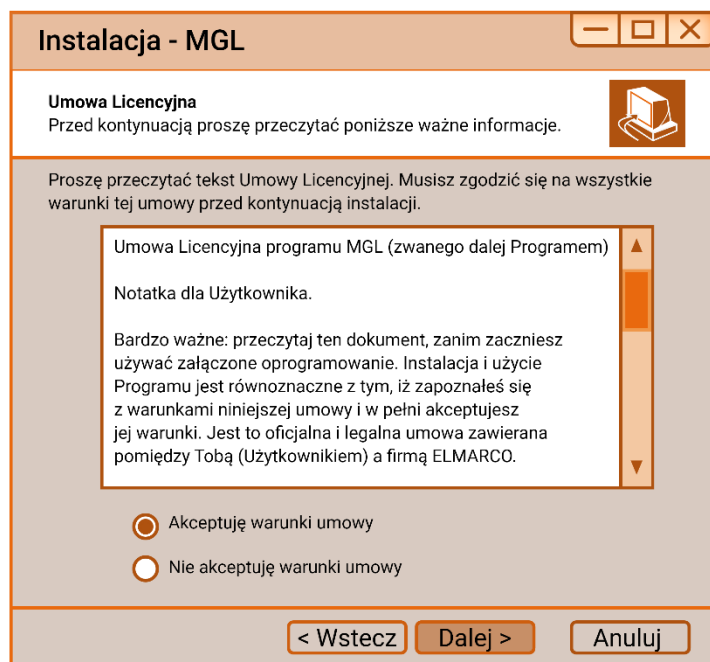 Instalacja - MGL
Umowa Licencyjna
Przed kontynuacją proszę przeczytać poniższe ważne informacje.
Proszę przeczytać tekst Umowy Licencyjnej. Musisz zgodzić się na wszystkie
warunki tej umowy przed kontynuacją instalacji.
Umowa Licencyjna programu MGL (zwanego dalej Programem)
Notatka dla Użytkownika.
Bardzo ważne: przeczytaj ten dokument, zanim zaczniesz
używać załączone oprogramowanie. Instalacja i użycie
Programu jest równoznaczne z tym, iż zapoznałeś się
z warunkami niniejszej umowy i w pełni akceptujesz
jej warunki. Jest to oficjalna i legalna umowa zawierana
pomiędzy Tobą (Użytkownikiem) a firmą ELMARCO.
Akceptuję warunki umowy
Nie akceptuję warunki umowy
< Wstecz Dalej > Anuluj